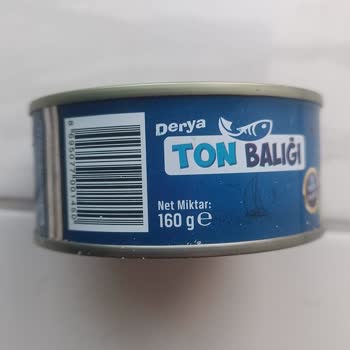 Derya
TON BALIĞI
Net Miktar:
160 g e